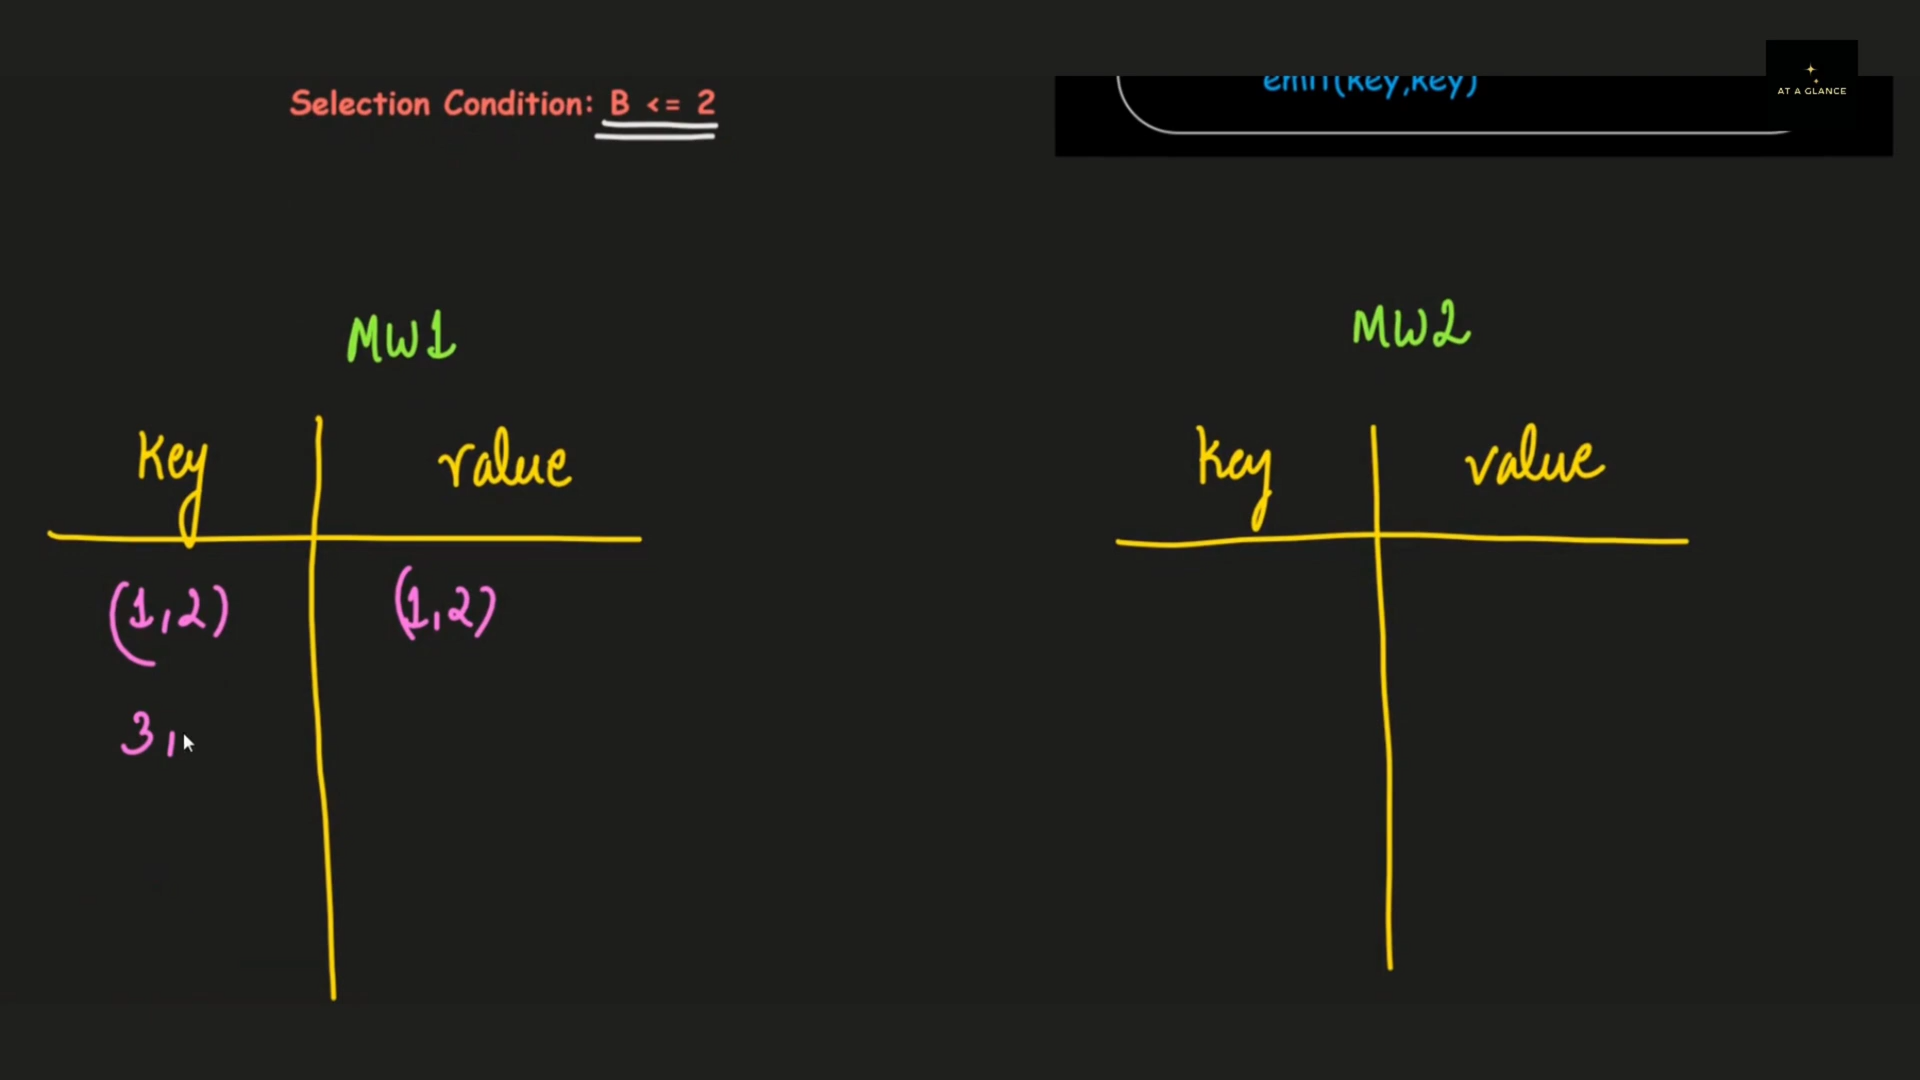 emit(key,key)
AT A GLANCE
Selection Condition: B <= 2
MW1
Key value
(1,2) (1,2)
3,
MW2
Key value